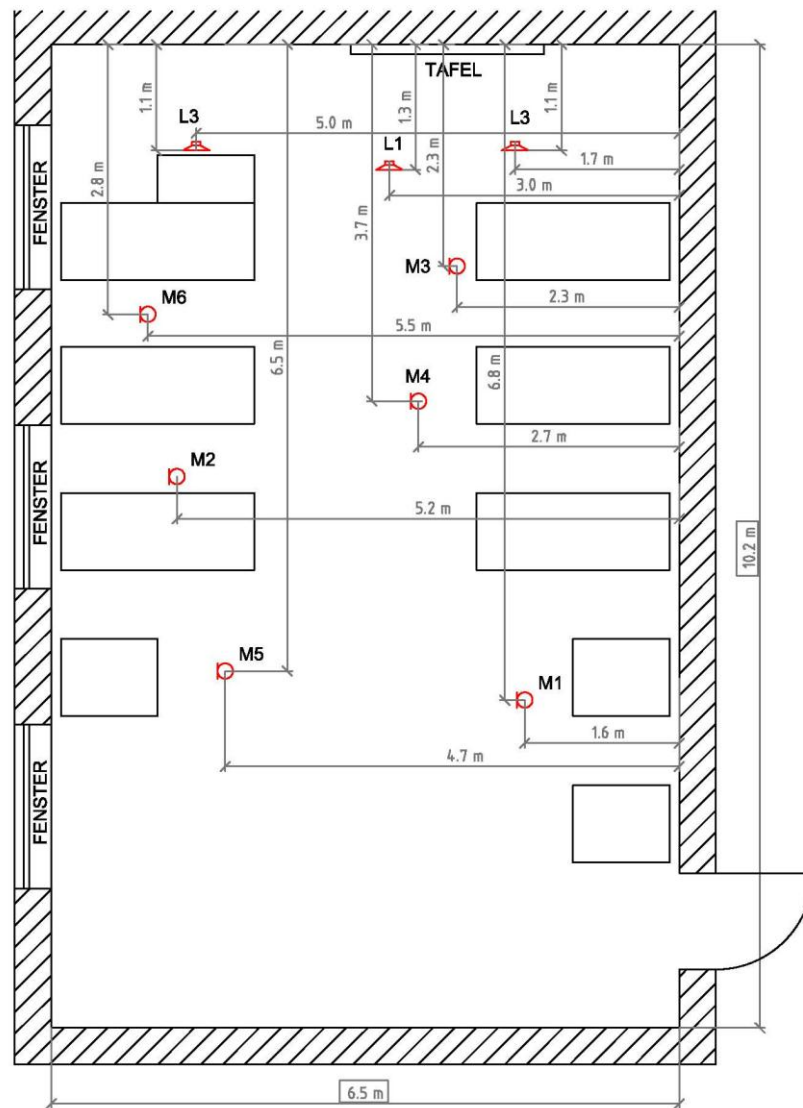 TAFEL
1.1 m
1.3 m
1.1 m
L3
5.0 m
L1
L3
2.3 m
1.7 m
2.8 m
3.0 m
FENSTER
3.7 m
M3
M6
2.3 m
5.5 m
6.5 m
6.8 m
M4
2.7 m
M2
FENSTER
5.2 m
10.2 m
M5
M1
1.6 m
4.7 m
FENSTER
6.5 m